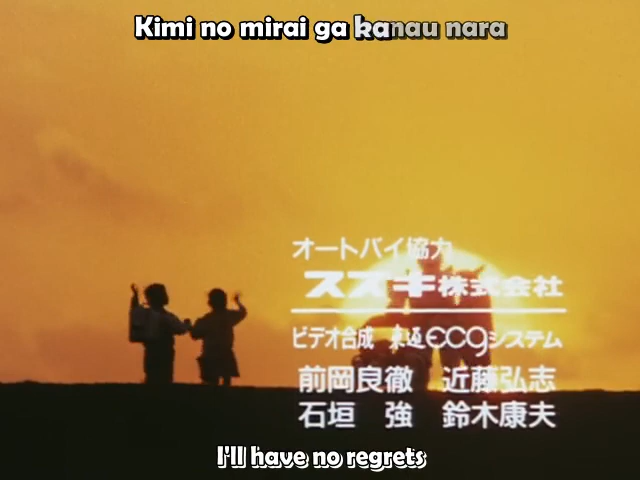 Kimi no mirai ga kanau nara
オートバイ協力
スズキ株式会社
ビデオ合成 東通ECGシステム
前岡良徹 近藤弘志
石垣 強 鈴木康夫
I'll have no regrets